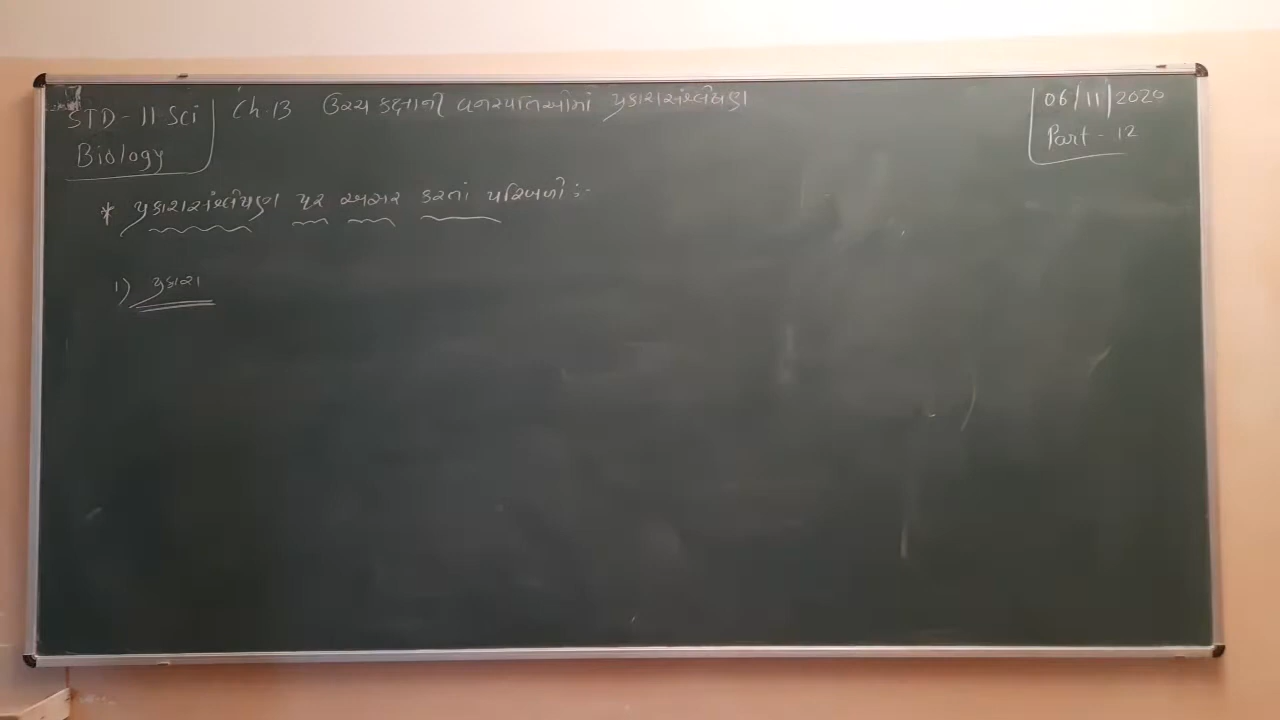 STD - 11 Sci
Biology
Ch.13 ઉચ્ચ કક્ષાની વનસ્પતિઓમાં પ્રકાશસંશ્લેષણ
06/11/2020
Part - 12
* પ્રકાશસંશ્લેષણ પર અસર કરતાં પરિબળો :-
1) પ્રકાશ